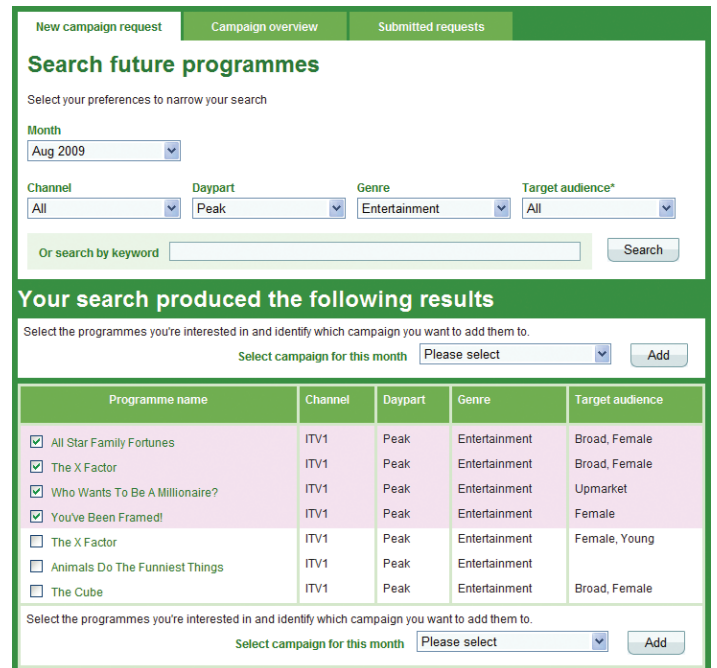 New campaign request Campaign overview Submitted requests
Search future programmes
Select your preferences to narrow your search
Month
Aug 2009
Channel Daypart Genre Target audience*
All Peak Entertainment All
Or search by keyword Search
Your search produced the following results
Select the programmes you're interested in and identify which campaign you want to add them to.
Select campaign for this month Please select Add
Programme name Channel Daypart Genre Target audience
All Star Family Fortunes ITV1 Peak Entertainment Broad, Female
The X Factor ITV1 Peak Entertainment Broad, Female
Who Wants To Be A Millionaire? ITV1 Peak Entertainment Upmarket
You've Been Framed! ITV1 Peak Entertainment Female
The X Factor ITV1 Peak Entertainment Female, Young
Animals Do The Funniest Things ITV1 Peak Entertainment
The Cube ITV1 Peak Entertainment Broad, Female
Select the programmes you're interested in and identify which campaign you want to add them to.
Select campaign for this month Please select Add